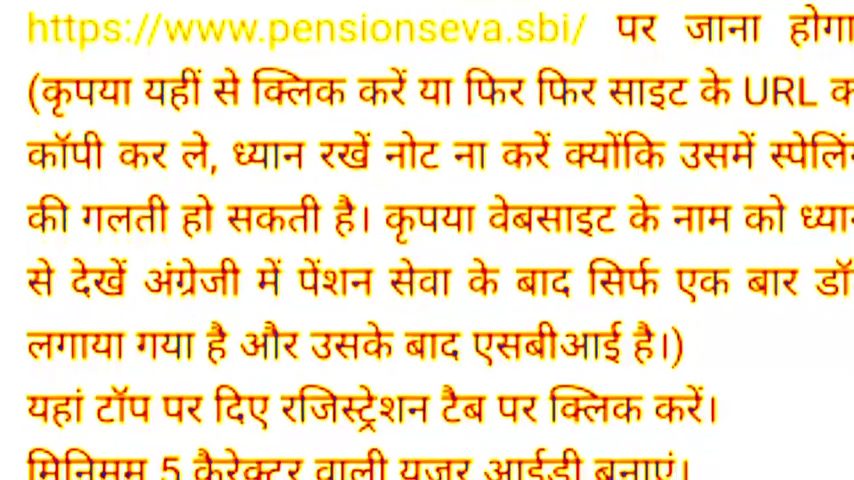 https://www.pensionseva.sbi/ पर जाना होगा
(कृपया यहीं से क्लिक करें या फिर फिर साइट के URL
कॉपी कर ले, ध्यान रखें नोट ना करें क्योंकि उसमें
की गलती हो सकती है। कृपया वेबसाइट के नाम को
से देखें अंग्रेजी में पेंशन सेवा के बाद सिर्फ एक बार
लगाया गया है और उसके बाद एसबीआई है।)
यहां टॉप पर दिए रजिस्ट्रेशन टैब पर क्लिक करें।
मिनिमम 5 कैरेक्टर वाली यूजर आईडी बनाएं।